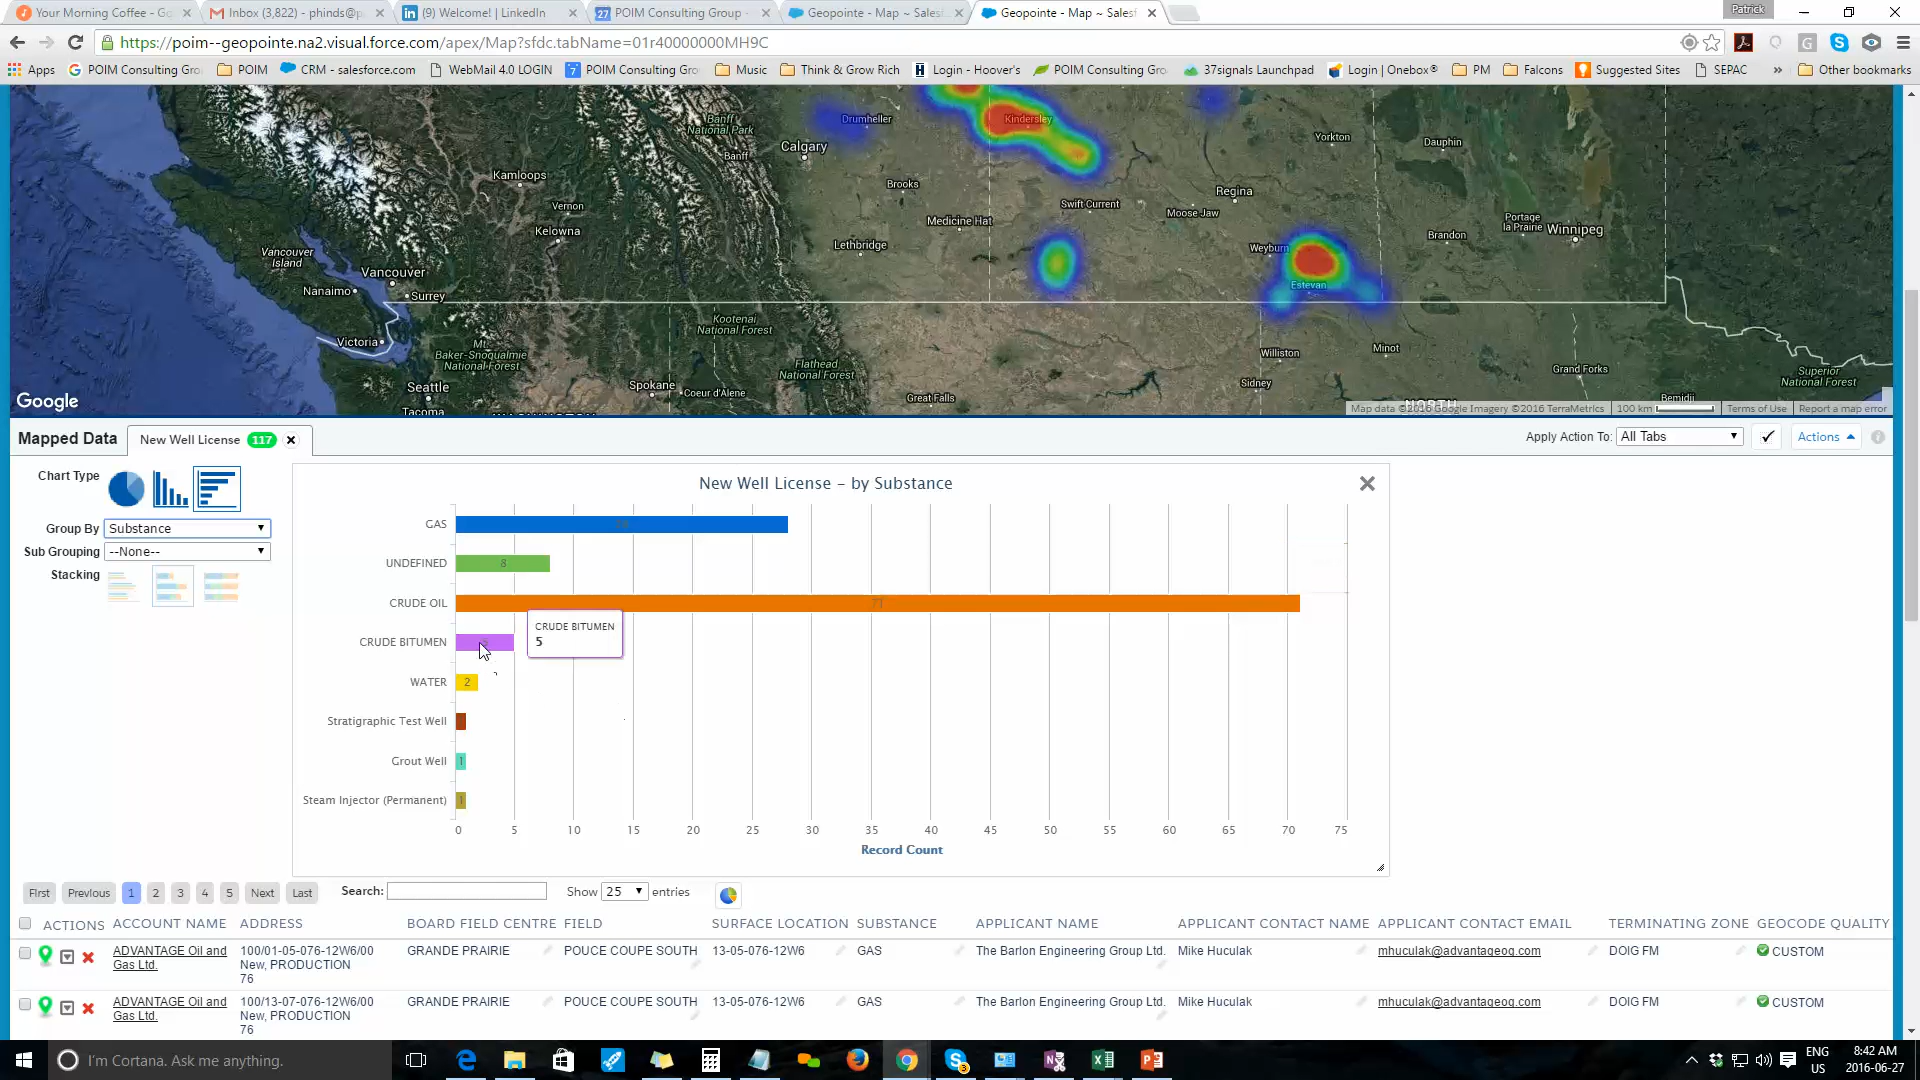 Your Morning Coffee - Go
Inbox (3,822) - phinds@p
(9) Welcome! | LinkedIn
27 POIM Consulting Group -
Geopointe - Map ~ Salesf
Geopointe - Map ~ Salesf
Patrick
https://poim--geopointe.na2.visual.force.com/apex/Map?sfdc.tabName=01r40000000MH9C
Apps
POIM Consulting Gro
POIM
CRM - salesforce.com
WebMail 4.0 LOGIN
7 POIM Consulting Gro
Music
Think & Grow Rich
Login - Hoover's
POIM Consulting Gro
37signals Launchpad
Login | Onebox®
PM
Falcons
Suggested Sites
SEPAC
»
Other bookmarks
Banff National Park
Drumheller
Kindersley
Calgary
Banff
Yorkton
Dauphin
Kamloops
Brooks
Regina
Vernon
Swift Current
Moose Jaw
Medicine Hat
Portage la Prairie
Winnipeg
Kelowna
Lethbridge
Weyburn
Brandon
Vancouver Island
Vancouver
Nanaimo
Surrey
Estevan
Kootenai National Forest
Victoria
Mt. Baker-Snoqualmie National Forest
Flathead National Forest
Williston
Minot
Seattle
Spokane
Coeur d'Alene
Sidney
Grand Forks
Superior National Forest
Tacoma
WASHINGTON
Great Falls
NORTH
Bemidji
Google
Map data ©2016 Google Imagery ©2016 TerraMetrics
100 km
Terms of Use
Report a map error
Mapped Data
New Well License 117
Apply Action To: All Tabs
Actions
Chart Type
Group By Substance
Sub Grouping --None--
Stacking
New Well License – by Substance
GAS
UNDEFINED 8
CRUDE OIL 71
CRUDE BITUMEN
CRUDE BITUMEN
5
WATER 2
Stratigraphic Test Well
Grout Well 1
Steam Injector (Permanent) 1
0 5 10 15 20 25 30 35 40 45 50 55 60 65 70 75
Record Count
First Previous 1 2 3 4 5 Next Last
Search:
Show 25 entries
ACTIONS ACCOUNT NAME ADDRESS BOARD FIELD CENTRE FIELD SURFACE LOCATION SUBSTANCE APPLICANT NAME APPLICANT CONTACT NAME APPLICANT CONTACT EMAIL TERMINATING ZONE GEOCODE QUALITY
ADVANTAGE Oil and 100/01-05-076-12W6/00 GRANDE PRAIRIE POUCE COUPE SOUTH 13-05-076-12W6 GAS The Barlon Engineering Group Ltd. Mike Huculak mhuculak@advantageog.com DOIG FM CUSTOM
Gas Ltd. New, PRODUCTION
76
ADVANTAGE Oil and 100/13-07-076-12W6/00 GRANDE PRAIRIE POUCE COUPE SOUTH 13-05-076-12W6 GAS The Barlon Engineering Group Ltd. Mike Huculak mhuculak@advantageog.com DOIG FM CUSTOM
Gas Ltd. New, PRODUCTION
76
I'm Cortana. Ask me anything.
3
ENG
US
8:42 AM
2016-06-27